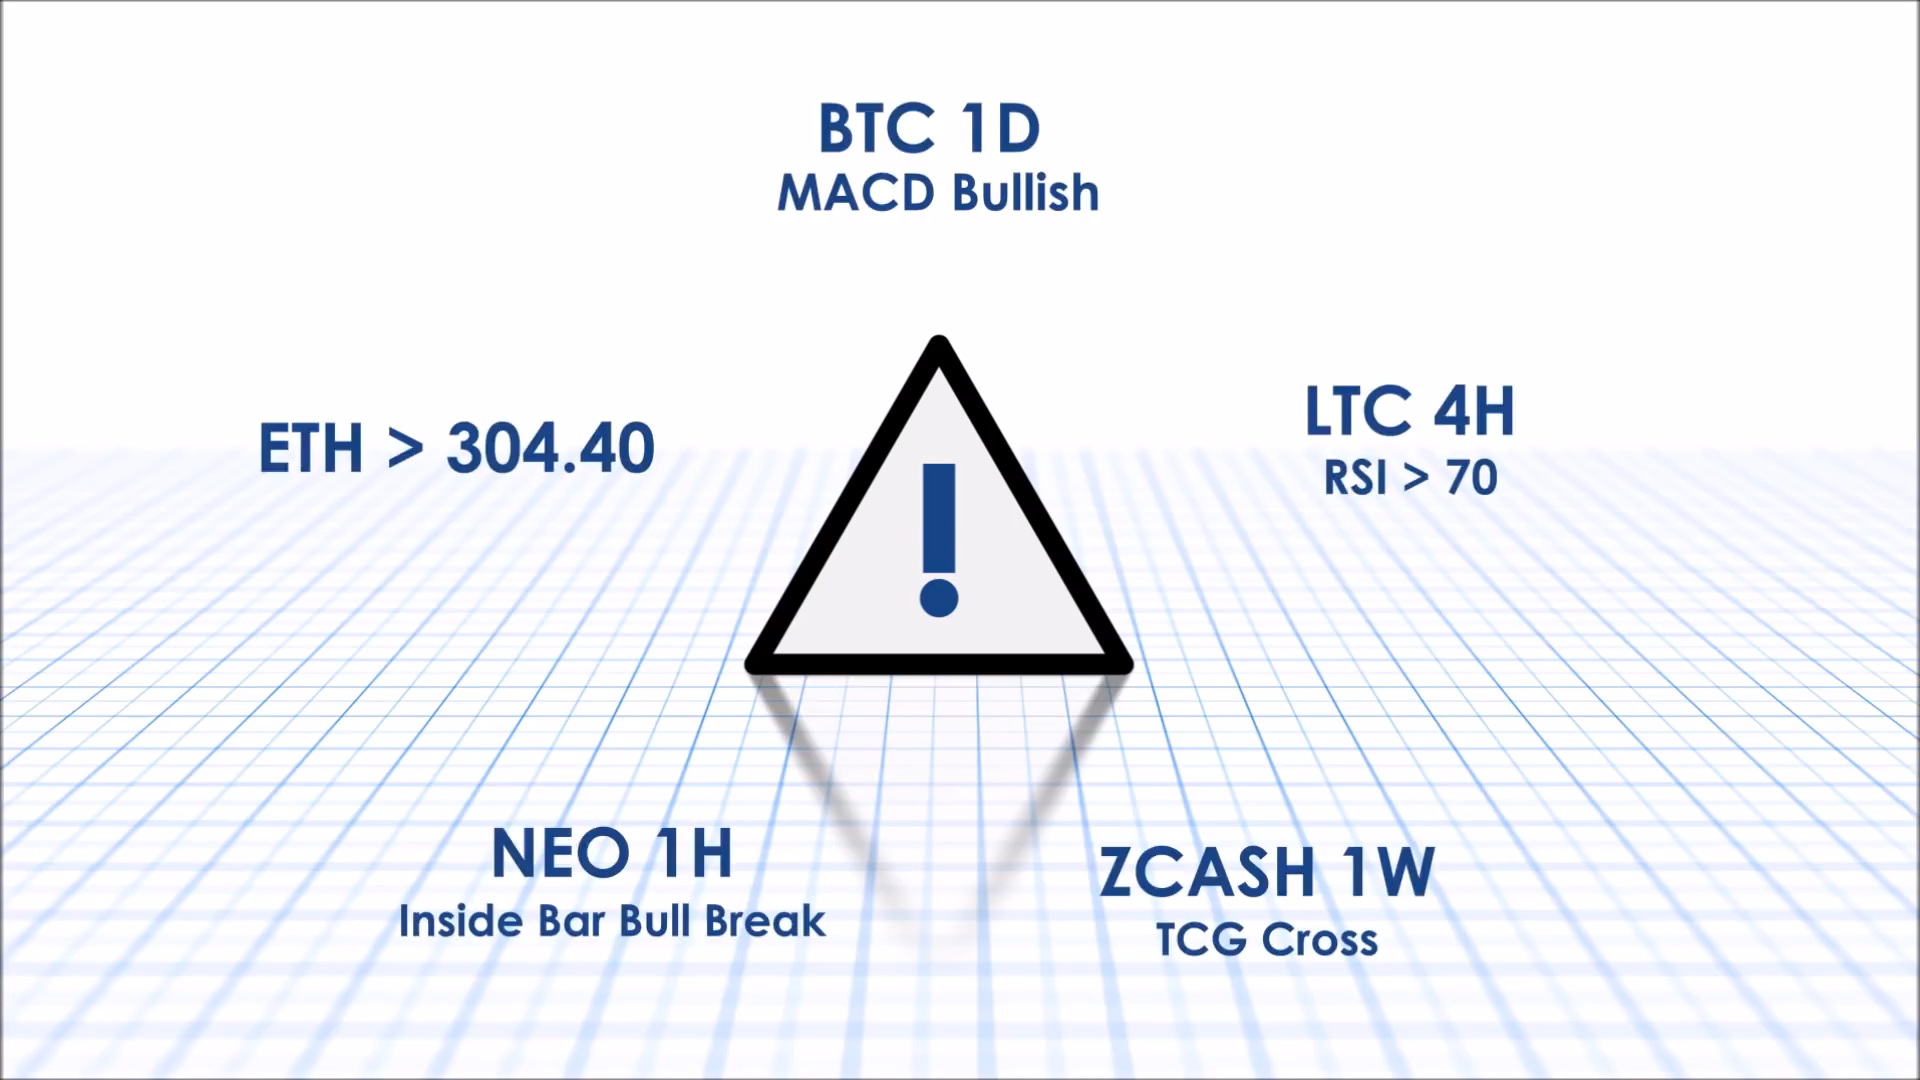 BTC 1D
MACD Bullish
ETH > 304.40
LTC 4H
RSI > 70
!
NEO 1H
Inside Bar Bull Break
ZCASH 1W
TCG Cross